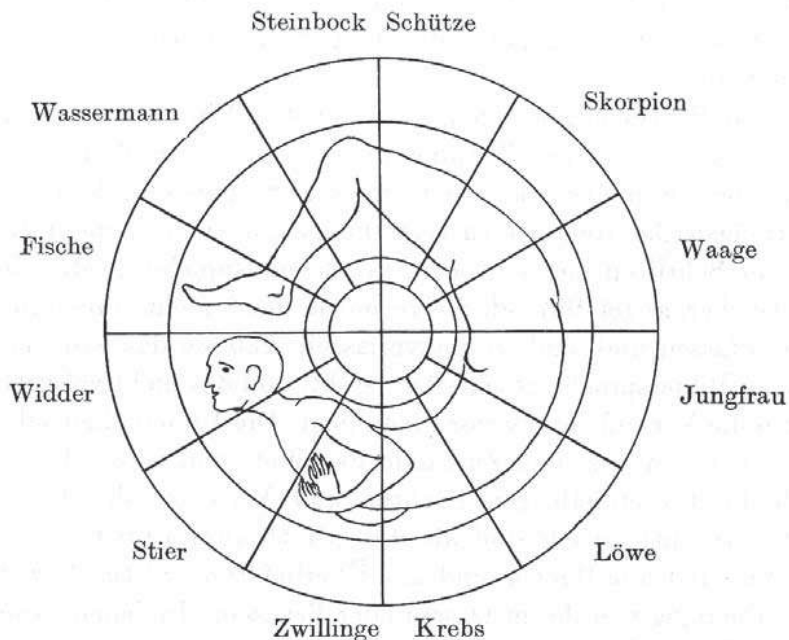 Steinbock Schütze
Wassermann Skorpion
Fische Waage
Widder Jungfrau
Stier Löwe
Zwillinge Krebs